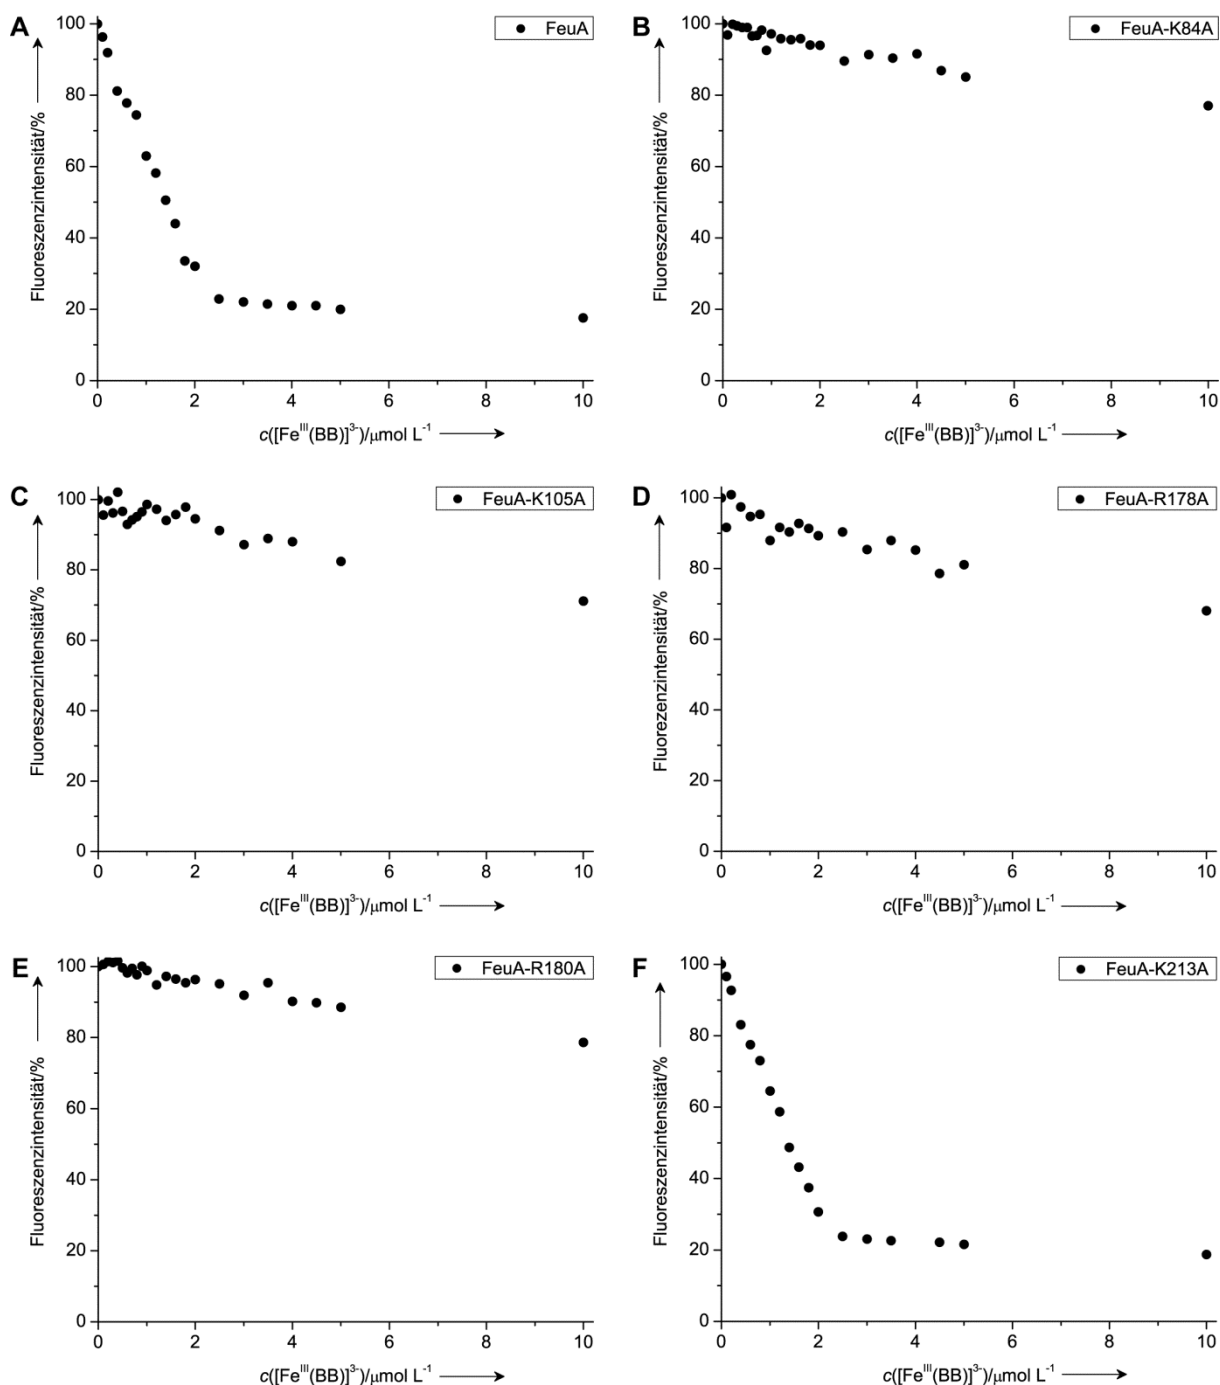 A
FeuA
100
80
60
40
20
0
Fluoreszenzintensität/%
0 2 4 6 8 10
c([Fe^III(BB)]^3-)/μmol L^-1
B
FeuA-K84A
100
80
60
40
20
0
Fluoreszenzintensität/%
0 2 4 6 8 10
c([Fe^III(BB)]^3-)/μmol L^-1
C
FeuA-K105A
100
80
60
40
20
0
Fluoreszenzintensität/%
0 2 4 6 8 10
c([Fe^III(BB)]^3-)/μmol L^-1
D
FeuA-R178A
100
80
60
40
20
0
Fluorezenzintensität/%
0 2 4 6 8 10
c([Fe^III(BB)]^3-)/μmol L^-1
E
FeuA-R180A
100
80
60
40
20
0
Fluoreszenzintensität/%
0 2 4 6 8 10
c([Fe^III(BB)]^3-)/μmol L^-1
F
FeuA-K213A
100
80
60
40
20
0
Fluoreszenzintensität/%
0 2 4 6 8 10
c([Fe^III(BB)]^3-)/μmol L^-1